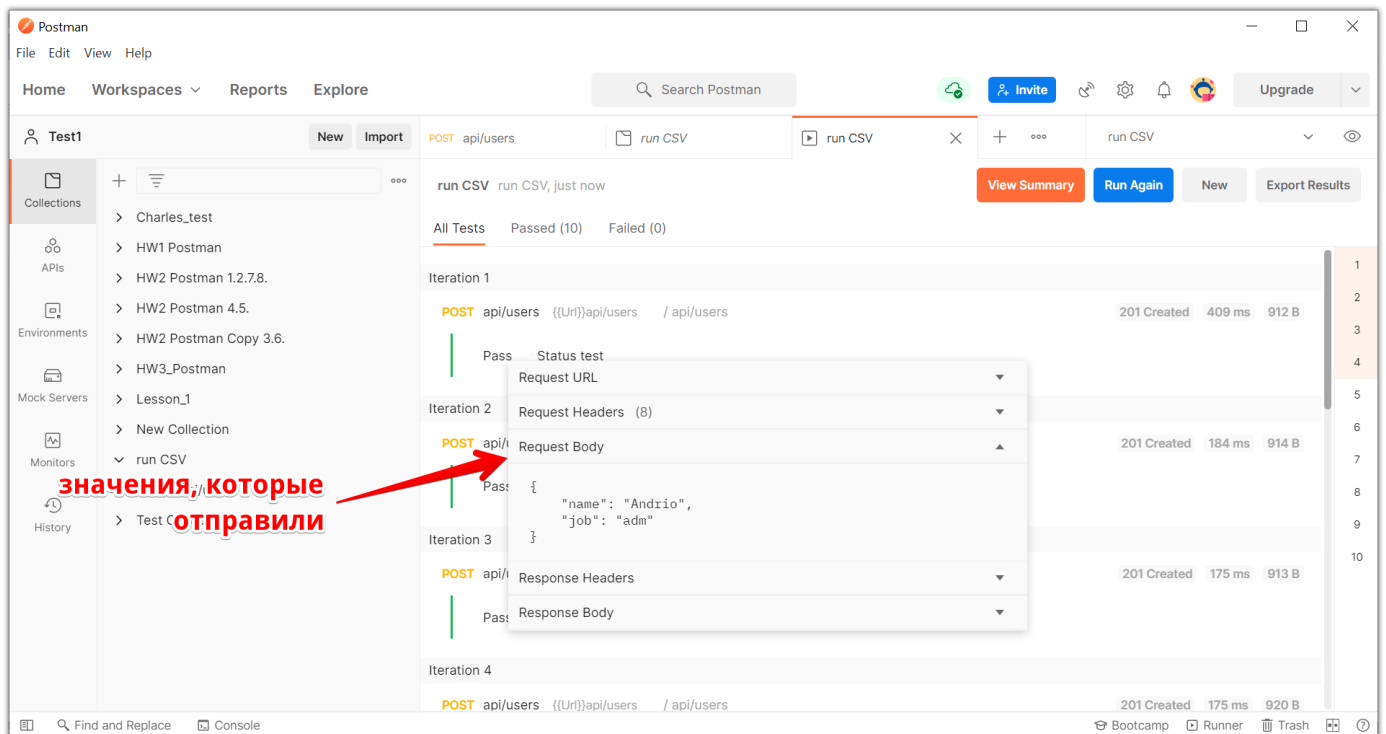 Postman
File Edit View Help
Home Workspaces Reports Explore Search Postman Invite Upgrade
Test1 New Import POST api/users run CSV run CSV run CSV
run CSV run CSV, just now View Summary Run Again New Export Results
Collections
APIs
Environments
Mock Servers
Monitors
History
Charles_test
HW1 Postman
HW2 Postman 1.2.7.8.
HW2 Postman 4.5.
HW2 Postman Copy 3.6.
HW3_Postman
Lesson_1
New Collection
run CSV
Test
значения, которые
отправили
All Tests Passed (10) Failed (0)
Iteration 1
POST api/users {{Url}}api/users / api/users 201 Created 409 ms 912 B
Pass Status test
Request URL
Iteration 2
Request Headers (8)
POST api/u 201 Created 184 ms 914 B
Request Body
Pass
{
"name": "Andrio",
"job": "adm"
}
Iteration 3
POST api/u 201 Created 175 ms 913 B
Response Headers
Pass
Response Body
Iteration 4
POST api/users {{Url}}api/users / api/users 201 Created 175 ms 920 B
1
2
3
4
5
6
7
8
9
10
Find and Replace Console Bootcamp Runner Trash